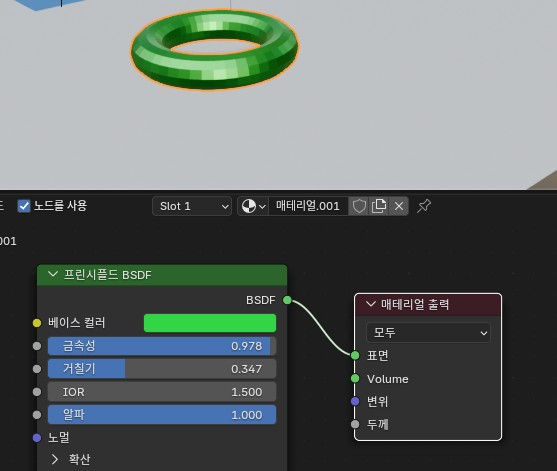 노드를 사용 Slot 1 매테리얼.001
001
프린시플드 BSDF
BSDF
베이스 컬러
금속성 0.978
거칠기 0.347
IOR 1.500
알파 1.000
노멀
확산
매테리얼 출력
모두
표면
Volume
변위
두께